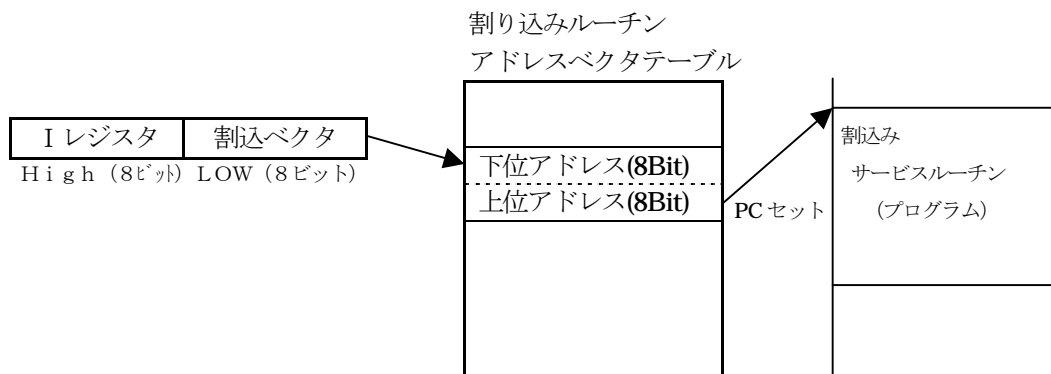 割り込みルーチン
アドレスベクタテーブル
Ｉレジスタ 割込ベクタ
Ｈｉｇｈ（8ﾋﾞｯﾄ） ＬＯＷ（８ビット）
下位アドレス(8Bit)
上位アドレス(8Bit)
PCセット
割込み
サービスルーチン
（プログラム）